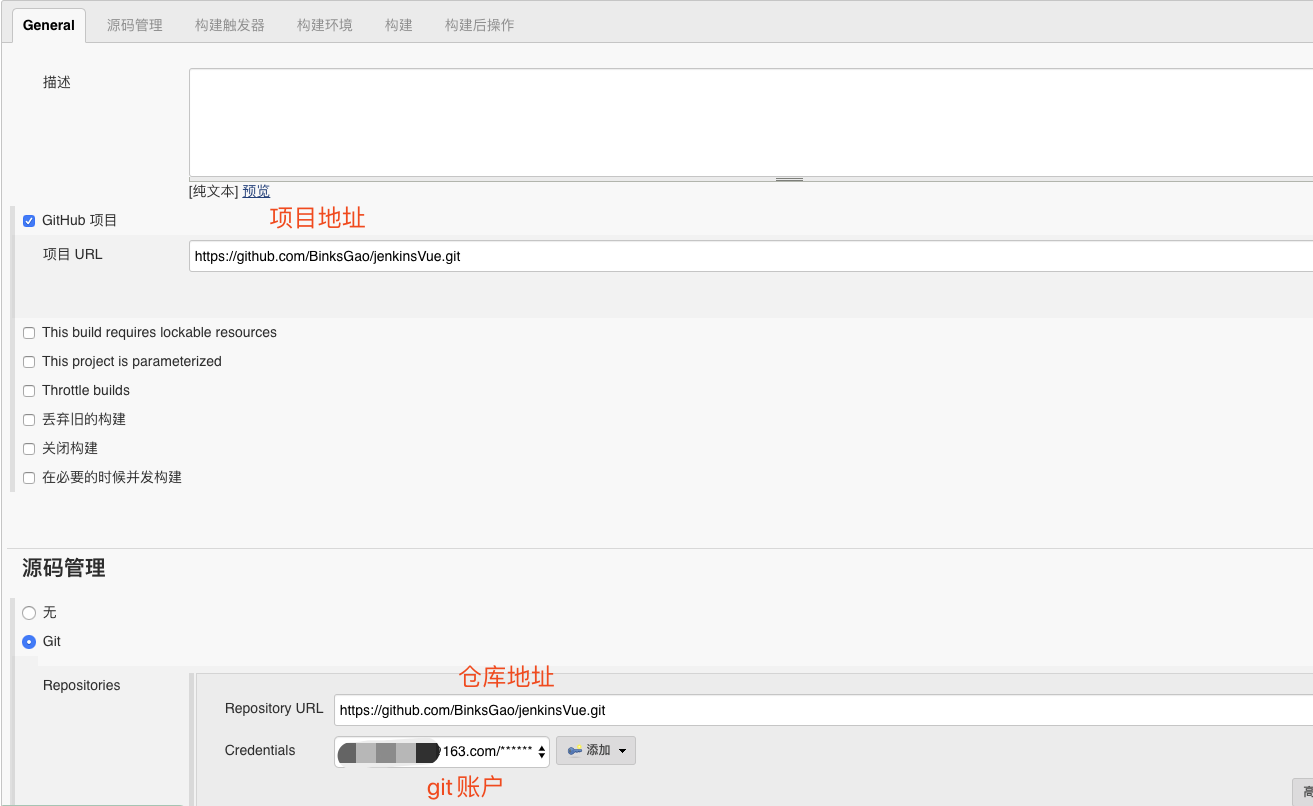 General 源码管理 构建触发器 构建环境 构建 构建后操作
描述
[纯文本] 预览
项目地址
GitHub 项目
项目 URL
https://github.com/BinksGao/jenkinsVue.git
This build requires lockable resources
This project is parameterized
Throttle builds
丢弃旧的构建
关闭构建
在必要的时候并发构建
源码管理
无
Git
仓库地址
Repositories
Repository URL https://github.com/BinksGao/jenkinsVue.git
Credentials 163.com/****** 添加
git账户